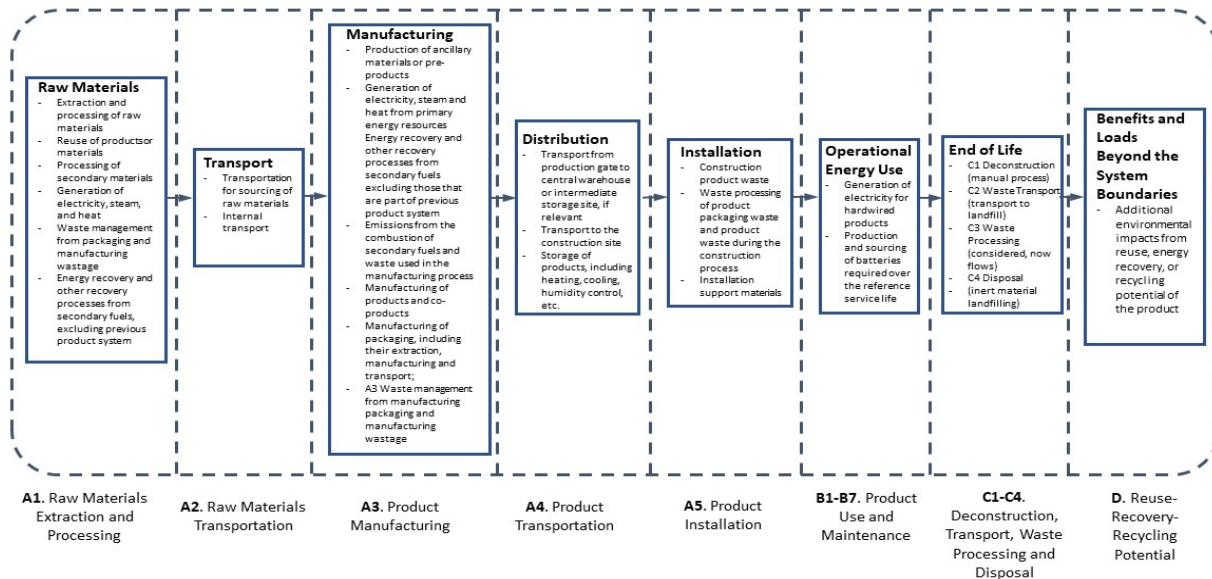 Raw Materials
- Extraction and
processing of raw
materials
- Reuse of productsor
materials
- Processing of
secondary materials
- Generation of
electricity, steam, and
heat
- Waste management
from packaging and
manufacturing
wastage
- Energy recovery and
other recovery
processes from
secondary fuels,
excluding previous
product system
Transport
- Transportation
for sourcing of
raw materials
- Internal
transport
Manufacturing
- Production of ancillary
materials or pre-
products
- Generation of
electricity, steam and
heat from primary
energy resources
Energy recovery and
other recovery
processes from
secondary fuels
excluding those that
are part of previous
product system
- Emissions from the
combustion of
secondary fuels and
waste used in the
manufacturing process
- Manufacturing of
products and co-
products
- Manufacturing of
packaging, including
their extraction,
manufacturing and
transport;
- A3 Waste management
from manufacturing
packaging and
manufacturing
wastage
Distribution
- Transport from
production gate to
central warehouse
or intermediate
storage site, if
relevant
- Transport to the
construction site
- Storage of
products, including
heating, cooling,
humidity control,
etc.
Installation
- Construction
product waste
- Waste processing
of product
packaging waste
and product
waste during the
construction
process
- Installation
support materials
Operational
Energy Use
- Generation of
electricity for
hardwired
products
- Production
and sourcing
of batteries
required over
the reference
service life
End of Life
- C1 Deconstruction
(manual process)
- C2 Waste Transport
(transport to
landfill)
- C3 Waste
Processing
(considered, now
flows)
- C4 Disposal
(inert material
landfilling)
Benefits and
Loads
Beyond the
System
Boundaries
- Additional
environmental
impacts from
reuse, energy
recovery, or
recycling
potential of
the product
A1. Raw Materials
Extraction and
Processing
A2. Raw Materials
Transportation
A3. Product
Manufacturing
A4. Product
Transportation
A5. Product
Installation
B1-B7. Product
Use and
Maintenance
C1-C4.
Deconstruction,
Transport, Waste
Processing and
Disposal
D. Reuse-
Recovery-
Recycling
Potential